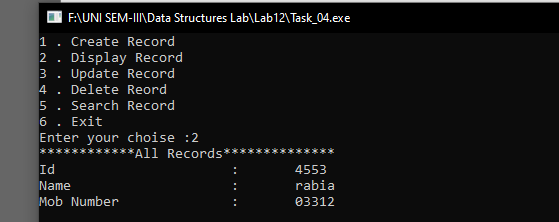 F:\UNI SEM-III\Data Structures Lab\Lab12\Task_04.exe
1 . Create Record
2 . Display Record
3 . Update Record
4 . Delete Record
5 . Search Record
6 . Exit
Enter your choise :2
************All Records**************
Id : 4553
Name : rabia
Mob Number : 03312